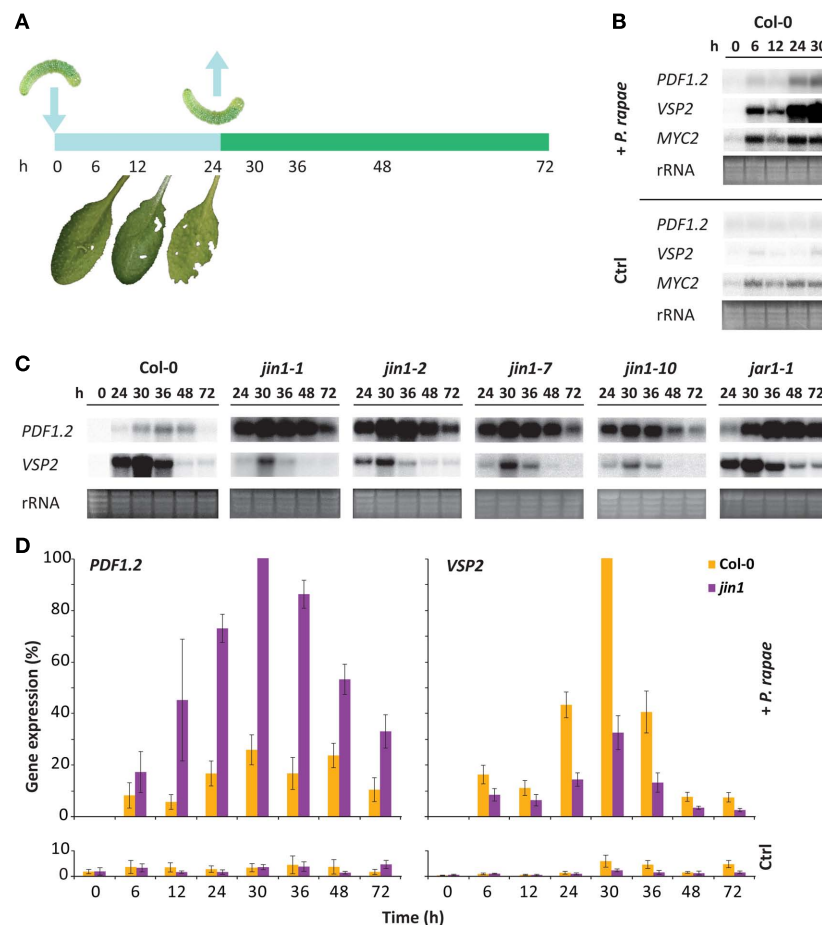 A
h 0 6 12 24 30 36 48 72
B
Col-0
h 0 6 12 24 30
PDF1.2
VSP2
MYC2
rRNA
+ P. rapae
PDF1.2
VSP2
MYC2
rRNA
Ctrl
C
Col-0 jin1-1 jin1-2 jin1-7 jin1-10 jar1-1
h 0 24 30 36 48 72 24 30 36 48 72 24 30 36 48 72 24 30 36 48 72 24 30 36 48 72 24 30 36 48 72
PDF1.2
VSP2
rRNA
D
PDF1.2
VSP2
Col-0
jin1
100
80
60
40
20
0
Gene expression (%)
+ P. rapae
10
0
Ctrl
0 6 12 24 30 36 48 72 0 6 12 24 30 36 48 72
Time (h)